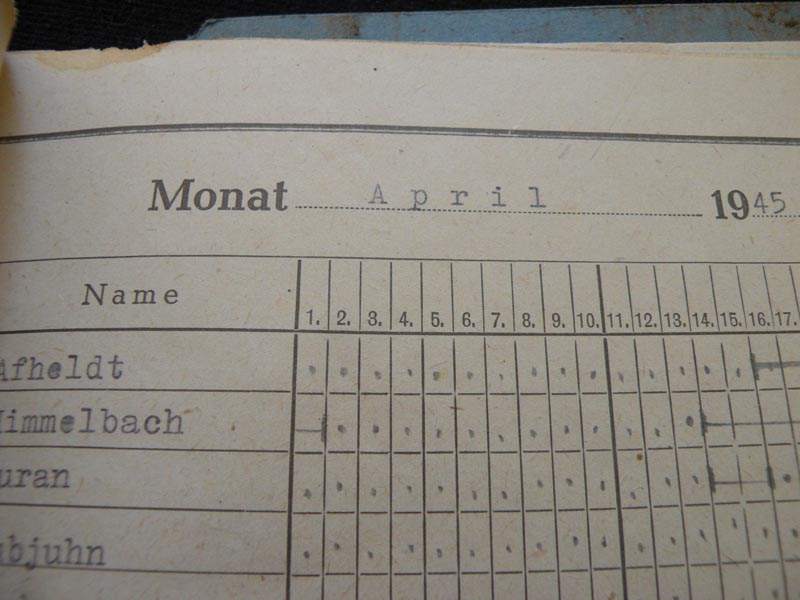 Monat April 1945
Name 1. 2. 3. 4. 5. 6. 7. 8. 9. 10. 11. 12. 13. 14. 15. 16. 17.
Afheldt
Himmelbach
uran
bjuhn